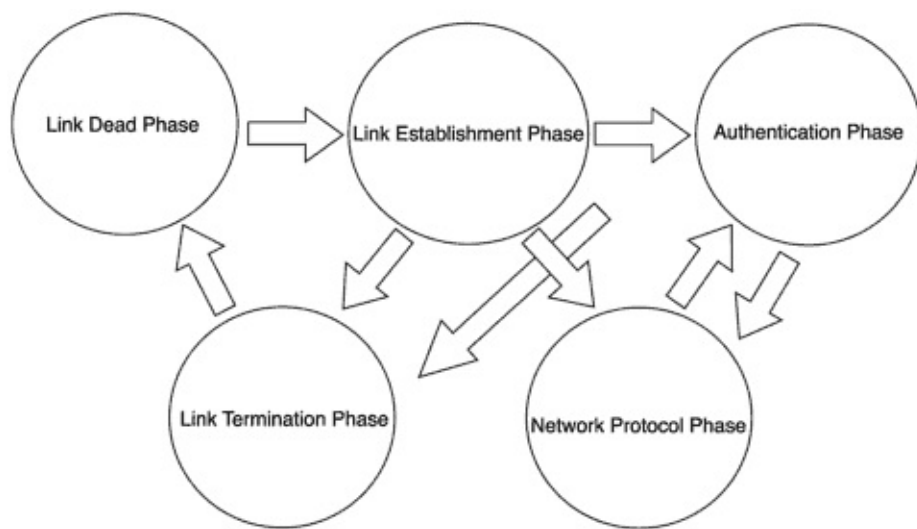 Link Dead Phase
Link Establishment Phase
Authentication Phase
Link Termination Phase
Network Protocol Phase